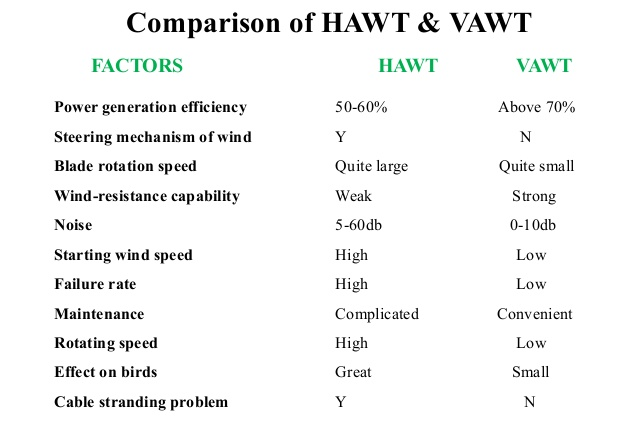 Comparison of HAWT & VAWT
FACTORS HAWT VAWT
Power generation efficiency 50-60% Above 70%
Steering mechanism of wind Y N
Blade rotation speed Quite large Quite small
Wind-resistance capability Weak Strong
Noise 5-60db 0-10db
Starting wind speed High Low
Failure rate High Low
Maintenance Complicated Convenient
Rotating speed High Low
Effect on birds Great Small
Cable stranding problem Y N